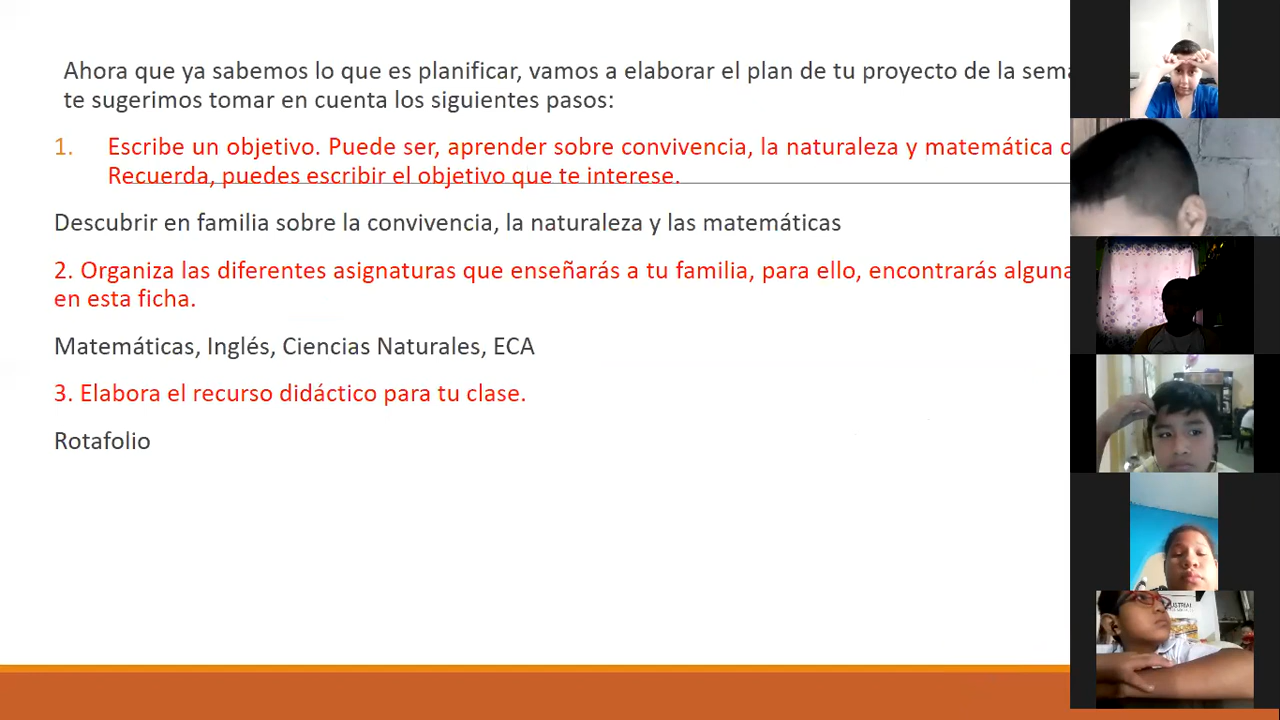 Ahora que ya sabemos lo que es planificar, vamos a elaborar el plan de tu proyecto de la
te sugerimos tomar en cuenta los siguientes pasos:
1. Escribe un objetivo. Puede ser, aprender sobre convivencia, la naturaleza y matemática
Recuerda, puedes escribir el objetivo que te interese.
Descubrir en familia sobre la convivencia, la naturaleza y las matemáticas
2. Organiza las diferentes asignaturas que enseñarás a tu familia, para ello, encontrarás
en esta ficha.
Matemáticas, Inglés, Ciencias Naturales, ECA
3. Elabora el recurso didáctico para tu clase.
Rotafolio